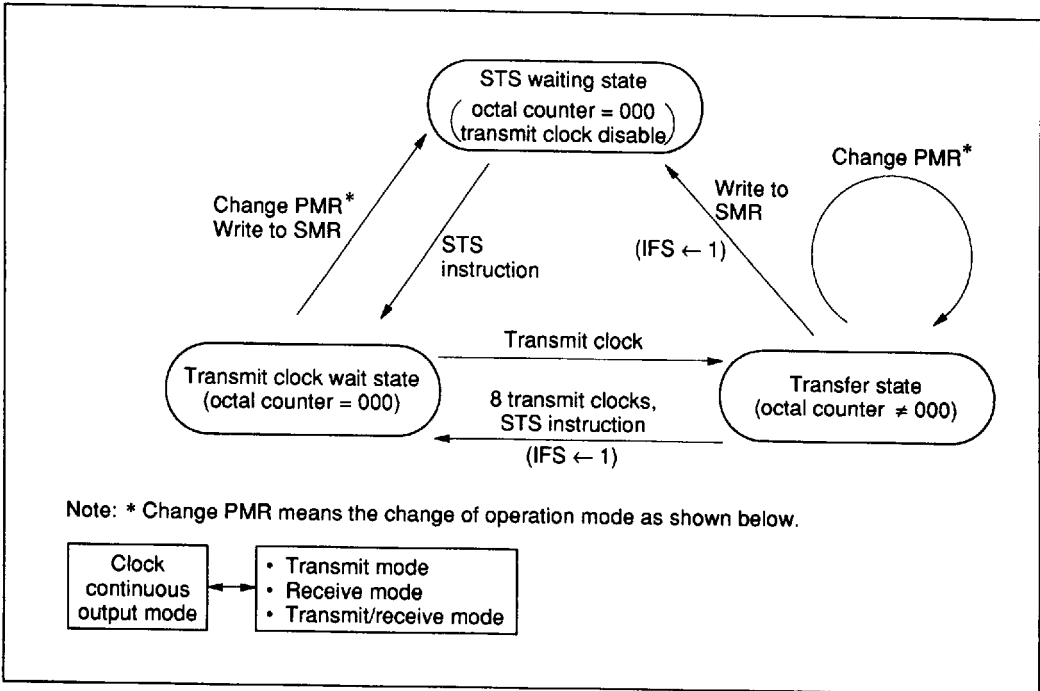 STS waiting state
( octal counter = 000
transmit clock disable )
Change PMR*
Change PMR*
Write to SMR
Write to
SMR
(IFS ← 1)
STS
instruction
Transmit clock
Transmit clock wait state
(octal counter = 000)
Transfer state
(octal counter ≠ 000)
8 transmit clocks,
STS instruction
(IFS ← 1)
Note: * Change PMR means the change of operation mode as shown below.
Clock
continuous
output mode
• Transmit mode
• Receive mode
• Transmit/receive mode